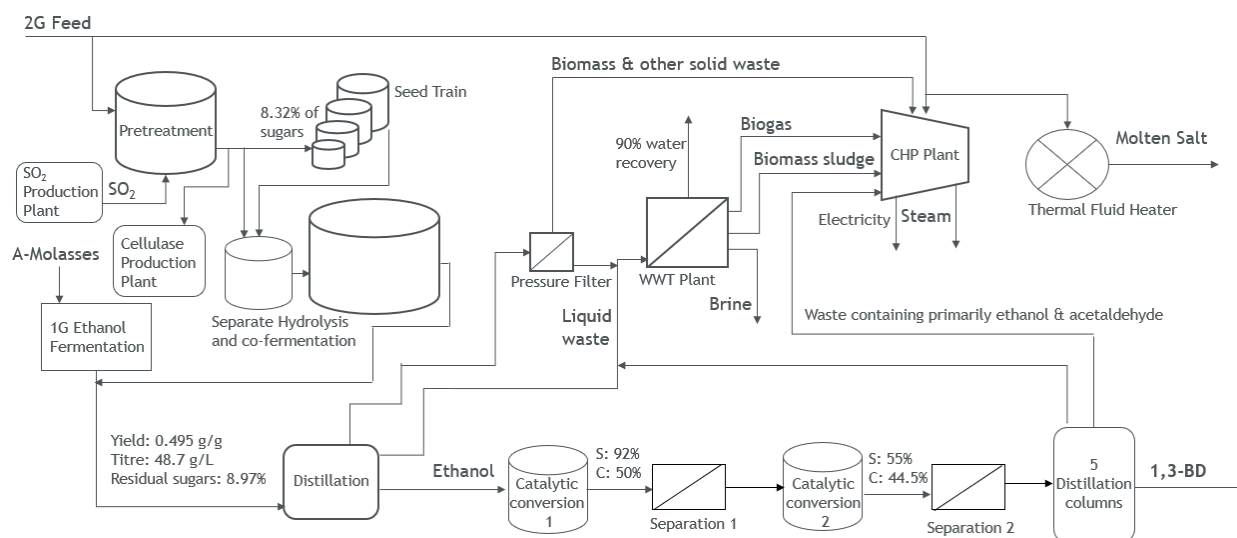 2G Feed
Biomass & other solid waste
Pretreatment
8.32% of
sugars
Seed Train
SO2
Production
Plant
SO2
Cellulase
Production
Plant
A-Molasses
1G Ethanol
Fermentation
Separate Hydrolysis
and co-fermentation
Pressure Filter
90% water
recovery
WWT Plant
Biogas
Biomass sludge
Brine
Liquid
waste
CHP Plant
Electricity
Steam
Molten Salt
Thermal Fluid Heater
Waste containing primarily ethanol & acetaldehyde
Yield: 0.495 g/g
Titre: 48.7 g/L
Residual sugars: 8.97%
Distillation
Ethanol
Catalytic
conversion
1
S: 92%
C: 50%
Separation 1
Catalytic
conversion
2
S: 55%
C: 44.5%
Separation 2
5
Distillation
columns
1,3-BD